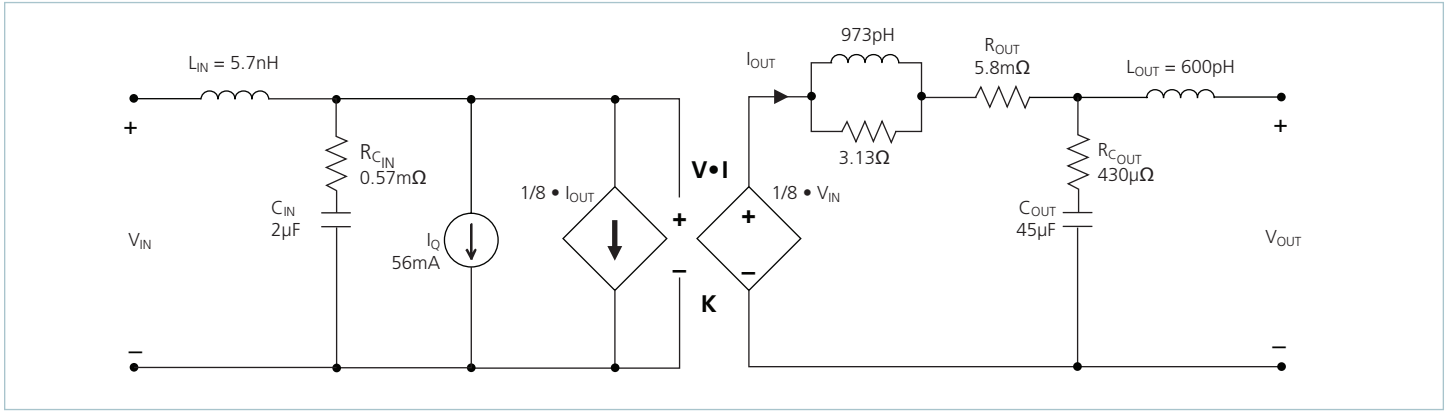 L_IN = 5.7nH
+
V_IN
−
R_C_IN
0.57mΩ
C_IN
2µF
I_Q
56mA
1/8 • I_OUT
V•I
+
−
K
1/8 • V_IN
+
−
I_OUT
973pH
3.13Ω
R_OUT
5.8mΩ
R_C_OUT
430µΩ
C_OUT
45µF
L_OUT = 600pH
+
V_OUT
−